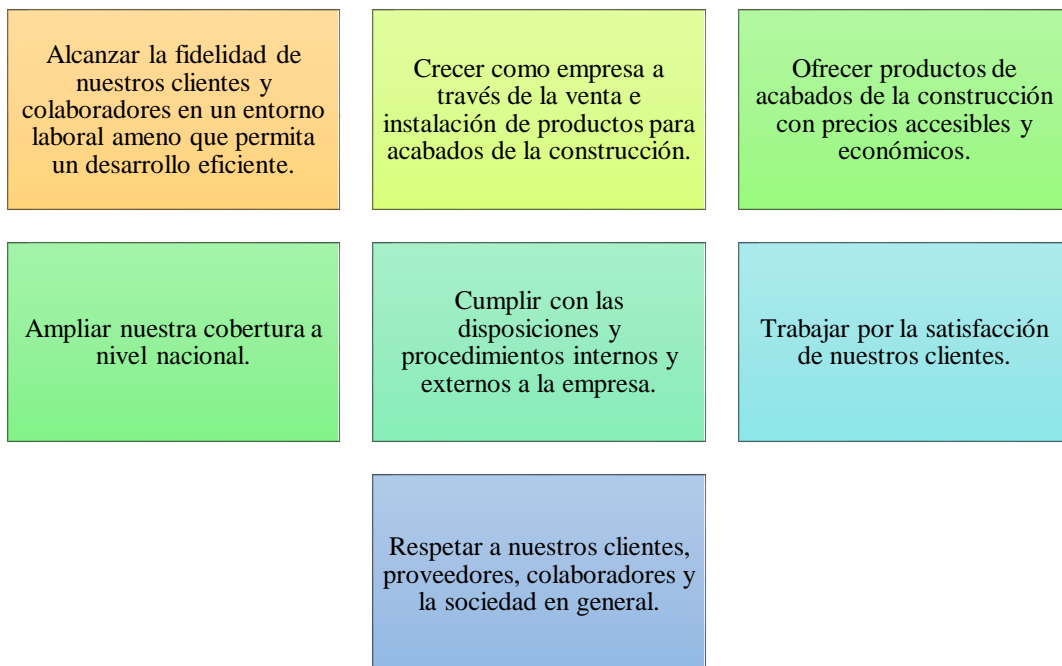 Alcanzar la fidelidad de
nuestros clientes y
colaboradores en un entorno
laboral ameno que permita
un desarrollo eficiente.
Crecer como empresa a
través de la venta e
instalación de productos para
acabados de la construcción.
Ofrecer productos de
acabados de la construcción
con precios accesibles y
económicos.
Ampliar nuestra cobertura a
nivel nacional.
Cumplir con las
disposiciones y
procedimientos internos y
externos a la empresa.
Trabajar por la satisfacción
de nuestros clientes.
Respetar a nuestros clientes,
proveedores, colaboradores y
la sociedad en general.